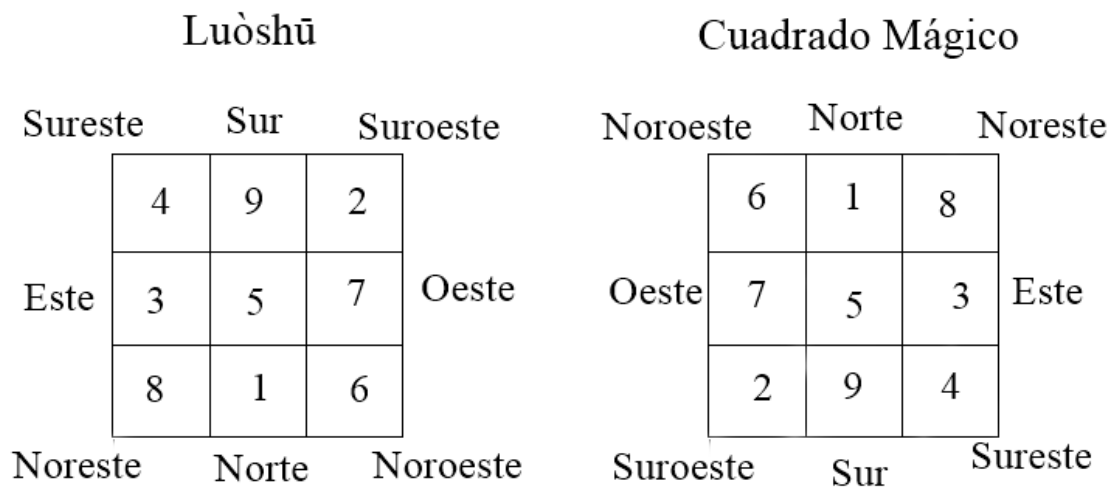 Luòshū
Sureste Sur Suroeste
4 9 2
Este 3 5 7 Oeste
8 1 6
Noreste Norte Noroeste
Cuadrado Mágico
Noroeste Norte Noreste
6 1 8
Oeste 7 5 3 Este
2 9 4
Suroeste Sur Sureste